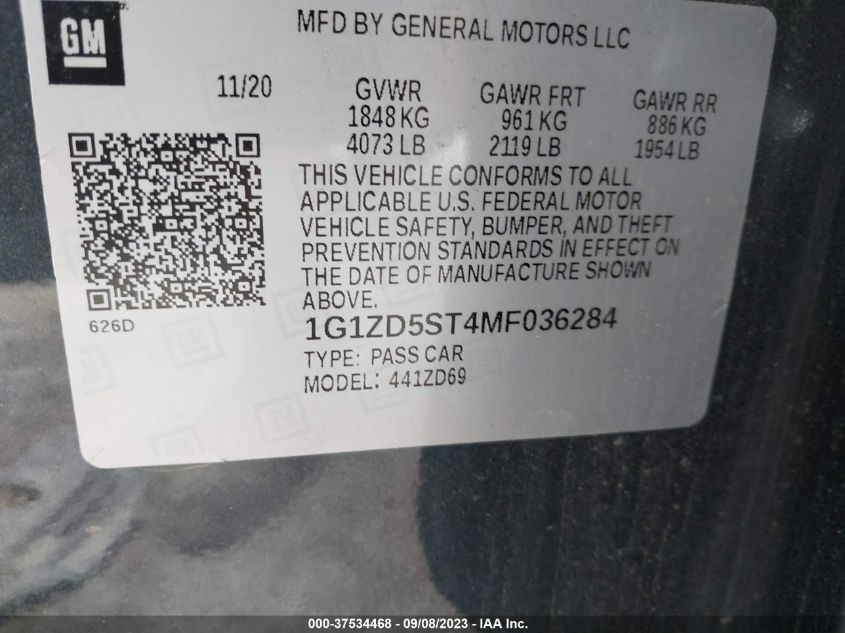 GM
MFD BY GENERAL MOTORS LLC
11/20 GVWR GAWR FRT GAWR RR
1848 KG 961 KG 886 KG
4073 LB 2119 LB 1954 LB
THIS VEHICLE CONFORMS TO ALL
APPLICABLE U.S. FEDERAL MOTOR
VEHICLE SAFETY, BUMPER, AND THEFT
PREVENTION STANDARDS IN EFFECT ON
THE DATE OF MANUFACTURE SHOWN
ABOVE.
626D
1G1ZD5ST4MF036284
TYPE: PASS CAR
MODEL: 441ZD69
000-37534468 - 09/08/2023 - IAA Inc.